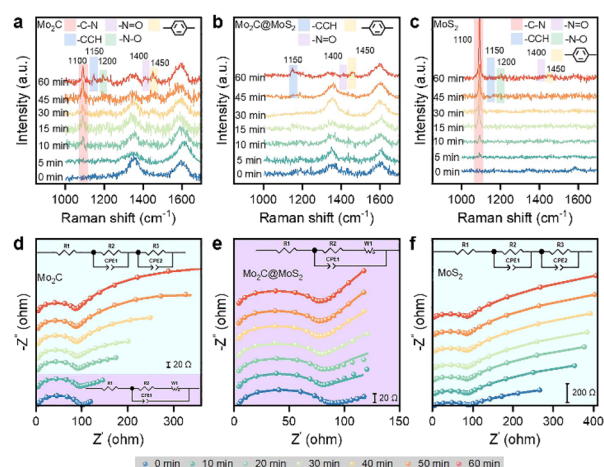 a Mo₂C -C-N -N=O
-CCH -N-O
1100 1150 1200 1400 1450
60 min
45 min
30 min
15 min
10 min
5 min
0 min
Intensity (a.u.)
1000 1200 1400 1600
Raman shift (cm⁻¹)
b Mo₂C@MoS₂ -CCH
-N=O
1150 1400 1450
60 min
45 min
30 min
15 min
10 min
5 min
0 min
Intensity (a.u.)
1000 1200 1400 1600
Raman shift (cm⁻¹)
c MoS₂ -C-N -N=O
-CCH -N-O
1100 1150 1200 1400 1450
60 min
45 min
30 min
15 min
10 min
5 min
0 min
Intensity (a.u.)
1000 1200 1400 1600
Raman shift (cm⁻¹)
d
R1 R2 R3
CPE1 CPE2
Mo₂C
20 Ω
R1 R2 W1
CPE1
-Z" (ohm)
0 100 200 300
Z' (ohm)
e
R1 R2 W1
CPE1
Mo₂C@MoS₂
20 Ω
-Z" (ohm)
0 40 80 120
Z' (ohm)
f
R1 R2 R3
CPE1 CPE2
MoS₂
200 Ω
-Z" (ohm)
0 100 200 300 400
Z' (ohm)
0 min 10 min 20 min 30 min 40 min 50 min 60 min